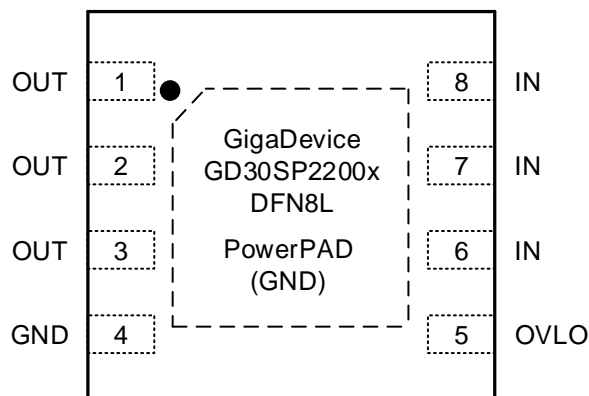 OUT 1 8 IN
GigaDevice
OUT 2 GD30SP2200x 7 IN
DFN8L
OUT 3 PowerPAD 6 IN
(GND)
GND 4 5 OVLO